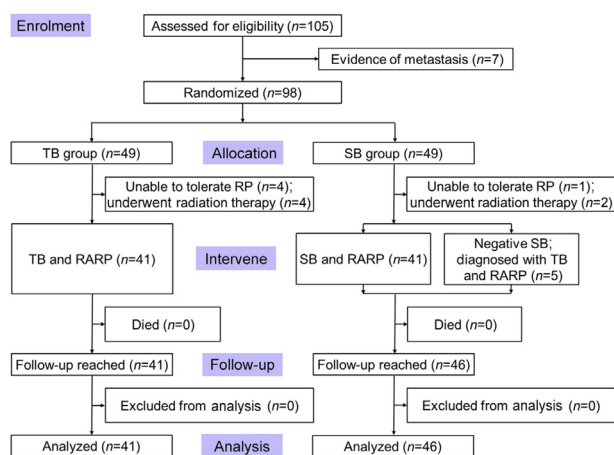 Enrolment
Assessed for eligibility (n=105)
Evidence of metastasis (n=7)
Randomized (n=98)
TB group (n=49)
Allocation
SB group (n=49)
Unable to tolerate RP (n=4);
underwent radiation therapy (n=4)
Unable to tolerate RP (n=1);
underwent radiation therapy (n=2)
TB and RARP (n=41)
Intervene
SB and RARP (n=41)
Negative SB;
diagnosed with TB
and RARP (n=5)
Died (n=0)
Died (n=0)
Follow-up reached (n=41)
Follow-up
Follow-up reached (n=46)
Excluded from analysis (n=0)
Excluded from analysis (n=0)
Analyzed (n=41)
Analysis
Analyzed (n=46)